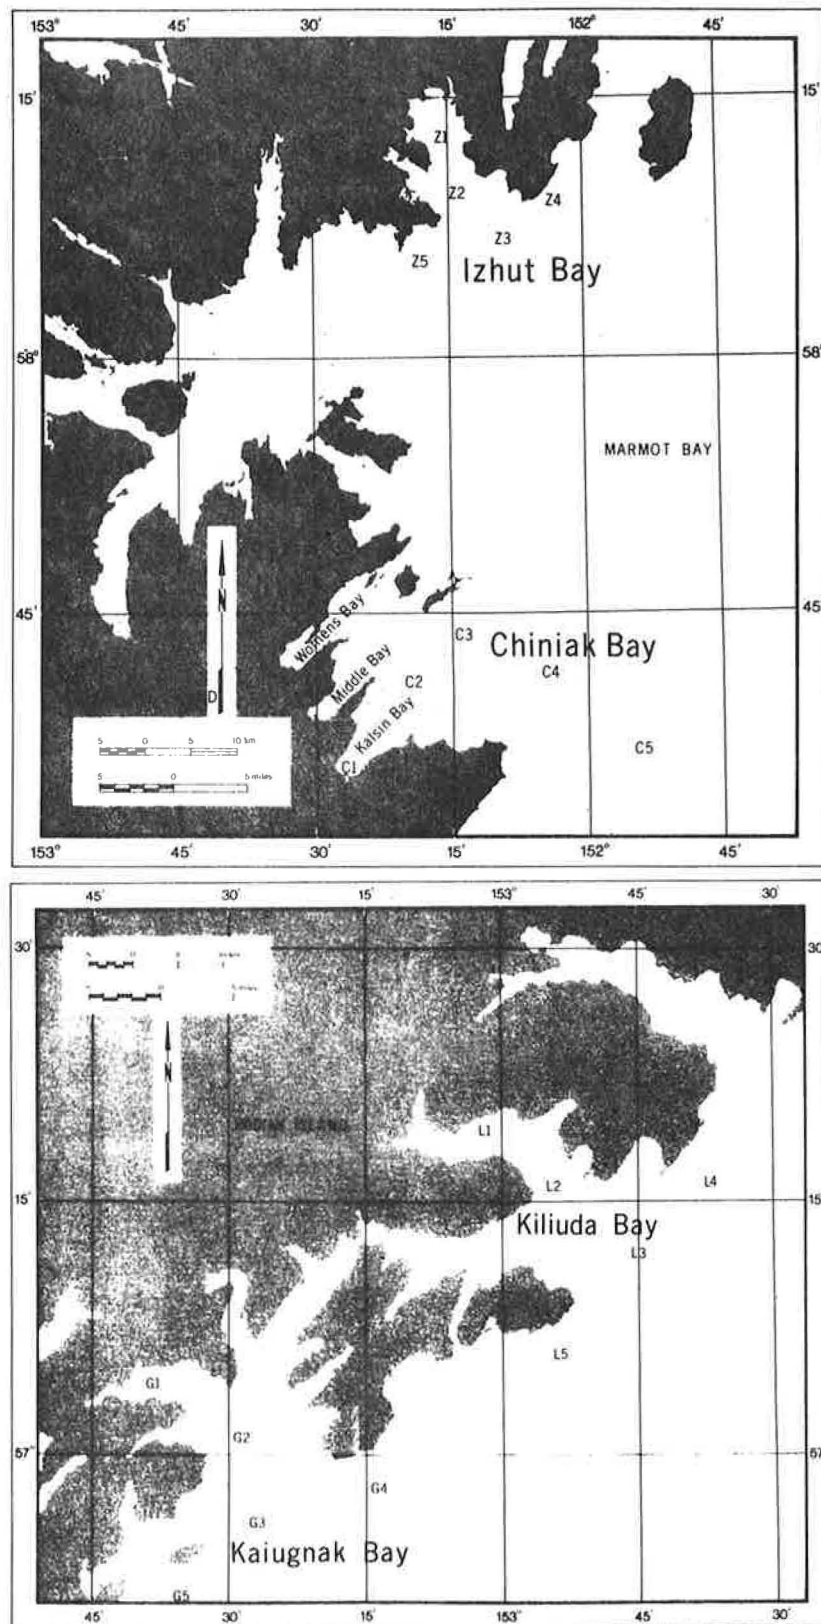 153° 45' 30' 15' 152° 45'
15' 15'
Z1
Z2 Z4
Z3
Z5
Izhut Bay
58° 58°
MARMOT BAY
N
45' 45'
Womens Bay
C3
Chiniak Bay
C4
Middle Bay
C2
D
Kalsin Bay
C5
C1
5 0 5 10 km
5 0 5 miles
153° 45' 30' 15' 152° 45'
45' 30' 15' 153° 45' 30'
30' 30
N
KODIAK ISLAND
L1
L2 L4
15' 15
Kiliuda Bay
L3
L5
G1
G2
57° 57
G4
G3
Kaiugnak Bay
G5
45' 30' 15' 153° 45' 30'